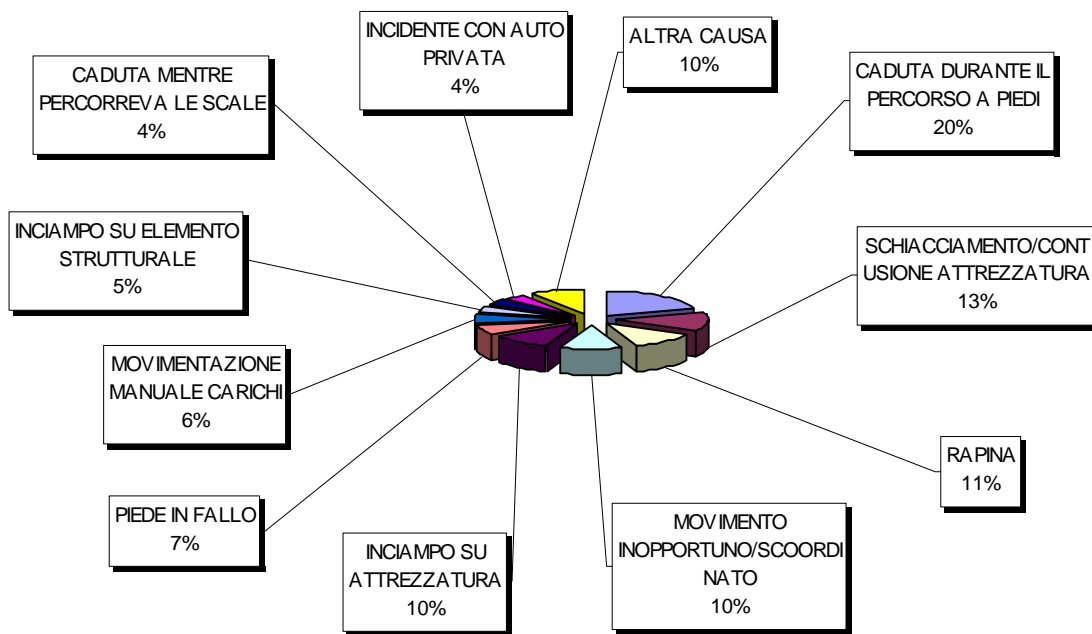 INCIDENTE CON AUTO
PRIVATA
4%
ALTRA CAUSA
10%
CADUTA MENTRE
PERCORREVA LE SCALE
4%
CADUTA DURANTE IL
PERCORSO A PIEDI
20%
INCIAMPO SU ELEMENTO
STRUTTURALE
5%
SCHIACCIAMENTO/CONT
USIONE ATTREZZATURA
13%
MOVIMENTAZIONE
MANUALE CARICHI
6%
RAPINA
11%
PIEDE IN FALLO
7%
INCIAMPO SU
ATTREZZATURA
10%
MOVIMENTO
INOPPORTUNO/SCOORDI
NATO
10%